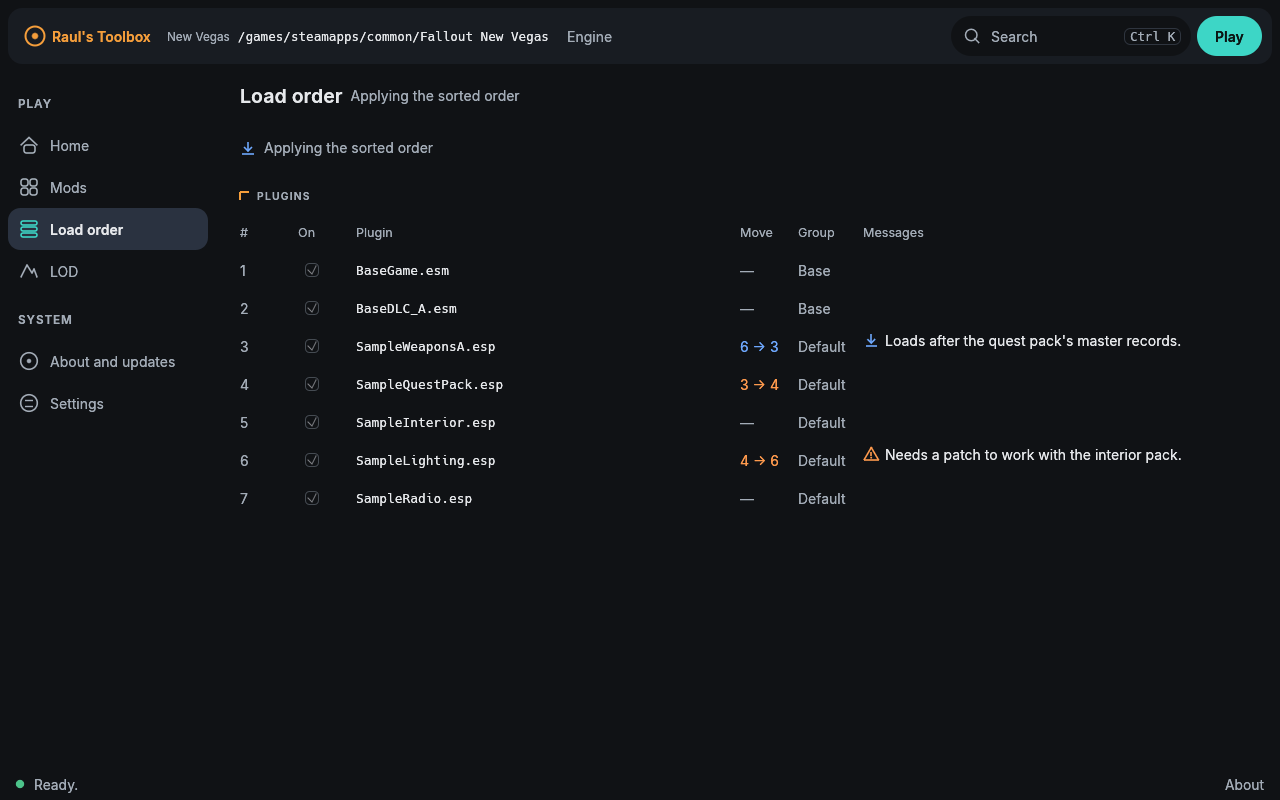 Raul's Toolbox New Vegas /games/steamapps/common/Fallout New Vegas Engine Search Ctrl K Play
PLAY
Home
Mods
Load order
LOD
SYSTEM
About and updates
Settings
Load order Applying the sorted order
Applying the sorted order
PLUGINS
# On Plugin Move Group Messages
1 BaseGame.esm — Base
2 BaseDLC_A.esm — Base
3 SampleWeaponsA.esp 6 → 3 Default Loads after the quest pack's master records.
4 SampleQuestPack.esp 3 → 4 Default
5 SampleInterior.esp — Default
6 SampleLighting.esp 4 → 6 Default Needs a patch to work with the interior pack.
7 SampleRadio.esp — Default
Ready. About